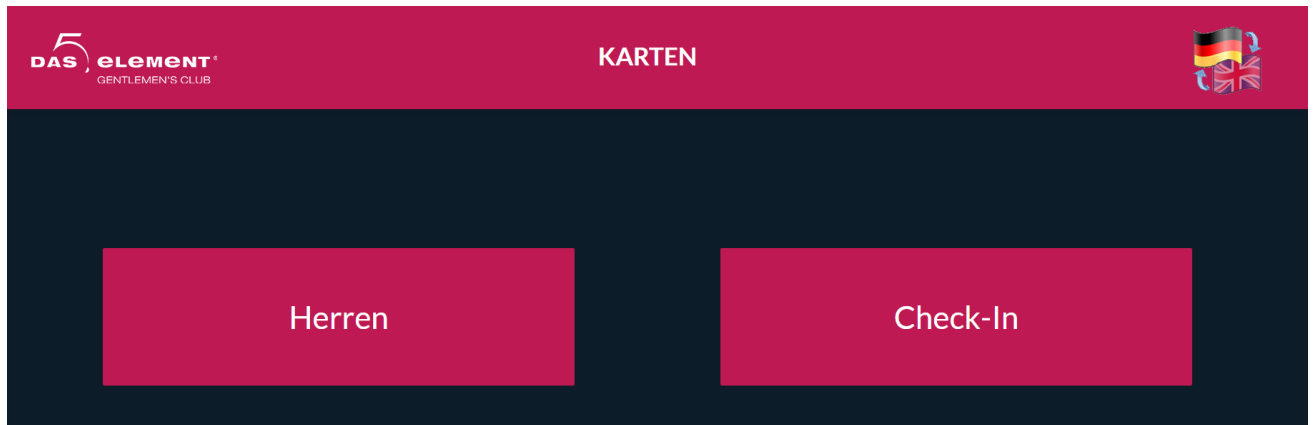 DAS 5 ELEMENT®
GENTLEMEN'S CLUB
KARTEN
Herren
Check-In